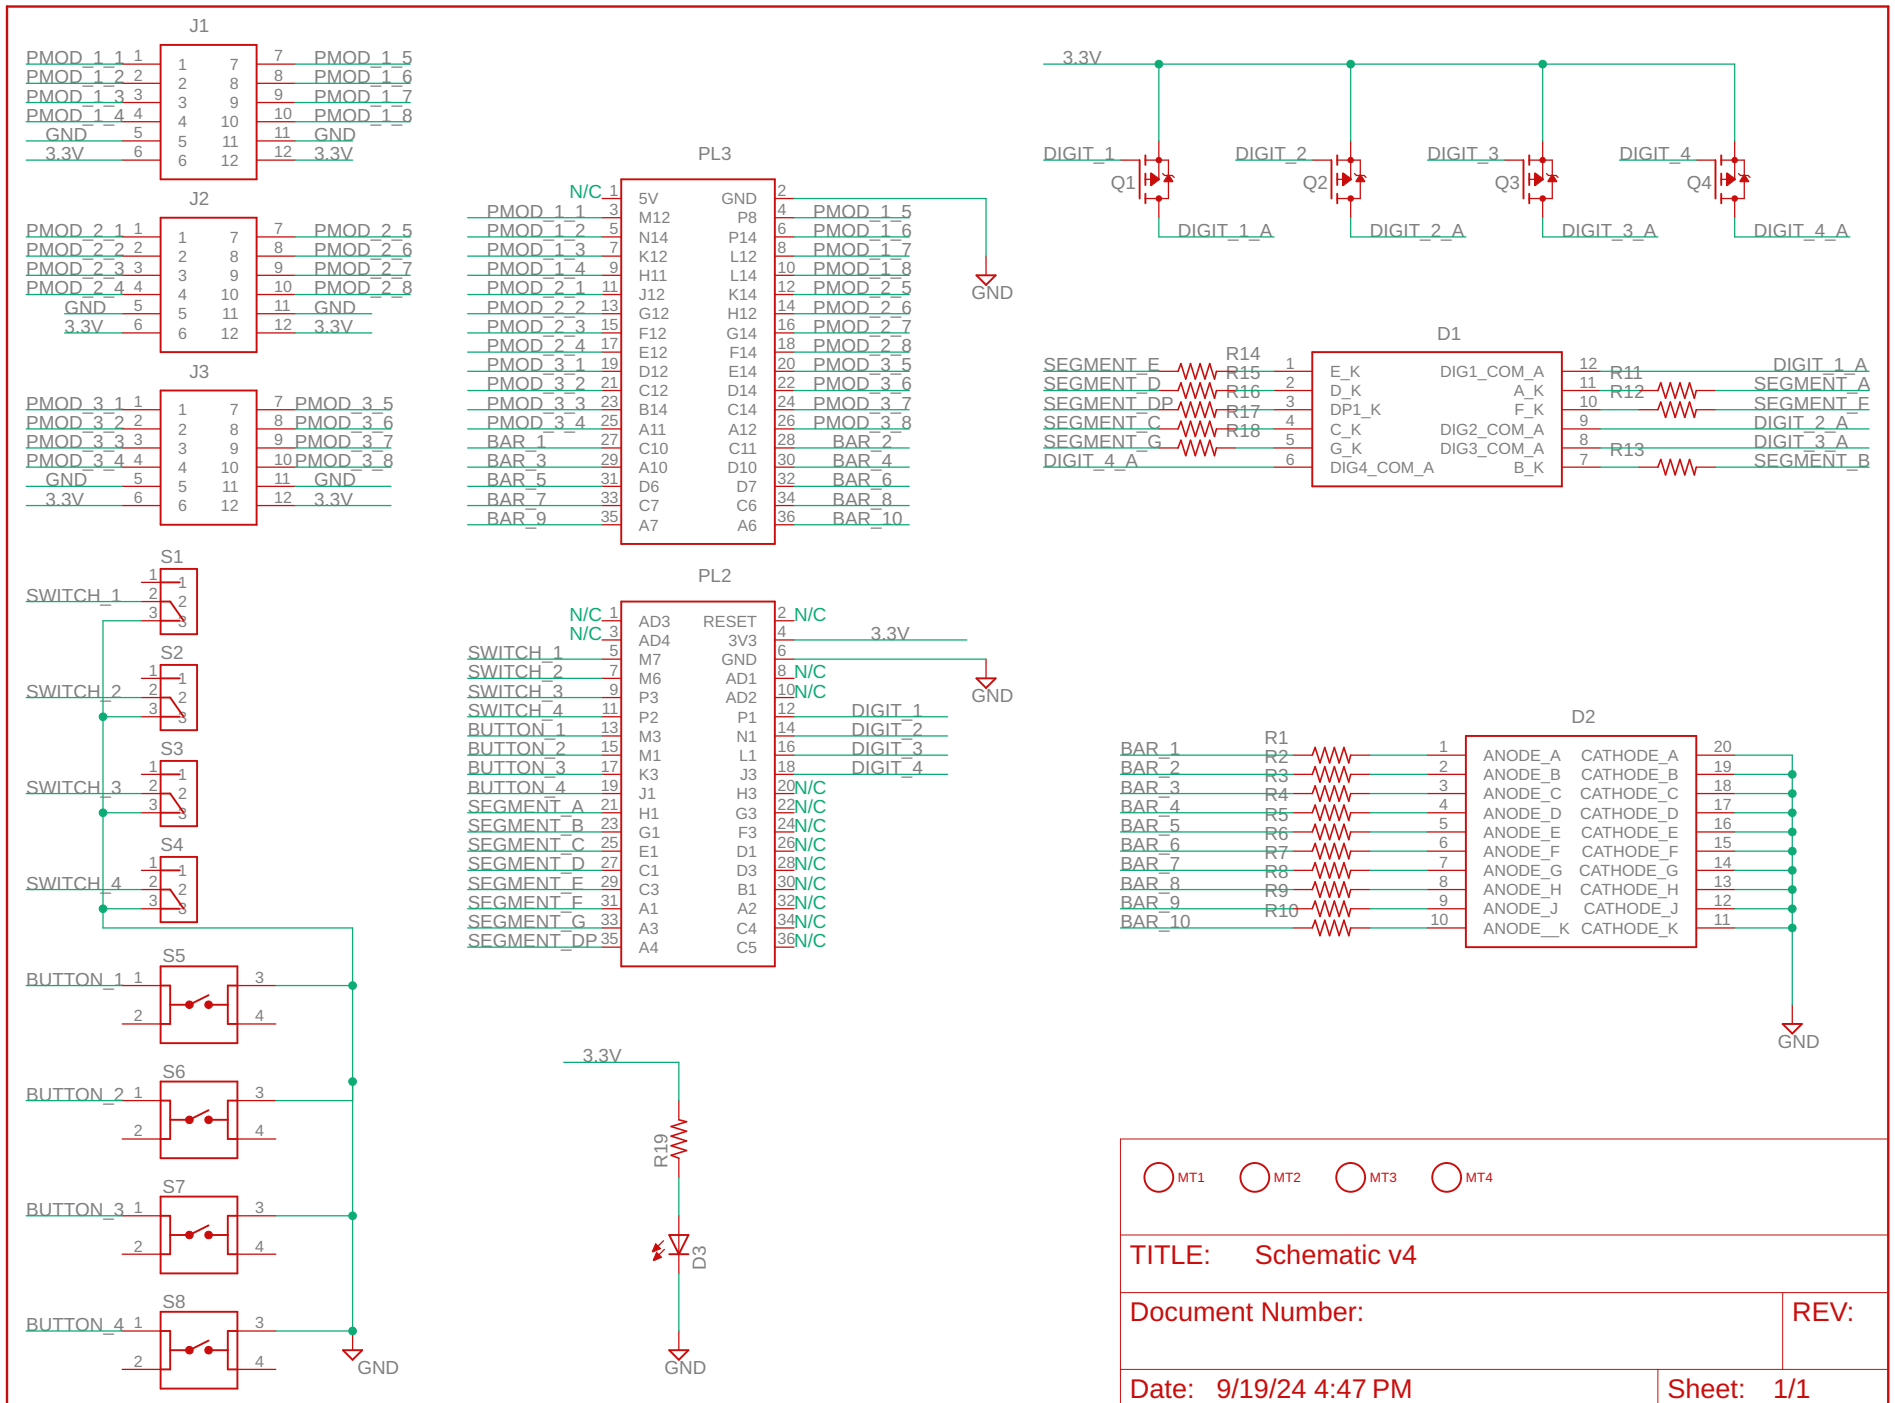 J1
PMOD_1_1 1 1 7 7 PMOD_1_5
PMOD_1_2 2 2 8 8 PMOD_1_6
PMOD_1_3 3 3 9 9 PMOD_1_7
PMOD_1_4 4 4 10 10 PMOD_1_8
GND 5 5 11 11 GND
3.3V 6 6 12 12 3.3V
J2
PMOD_2_1 1 1 7 7 PMOD_2_5
PMOD_2_2 2 2 8 8 PMOD_2_6
PMOD_2_3 3 3 9 9 PMOD_2_7
PMOD_2_4 4 4 10 10 PMOD_2_8
GND 5 5 11 11 GND
3.3V 6 6 12 12 3.3V
J3
PMOD_3_1 1 1 7 7 PMOD_3_5
PMOD_3_2 2 2 8 8 PMOD_3_6
PMOD_3_3 3 3 9 9 PMOD_3_7
PMOD_3_4 4 4 10 10 PMOD_3_8
GND 5 5 11 11 GND
3.3V 6 6 12 12 3.3V
S1
1 1
SWITCH_1 2 2
3 3
S2
1 1
SWITCH_2 2 2
3 3
S3
1 1
SWITCH_3 2 2
3 3
S4
1 1
SWITCH_4 2 2
3 3
S5
BUTTON_1 1 3
2 4
S6
BUTTON_2 1 3
2 4
S7
BUTTON_3 1 3
2 4
S8
BUTTON_4 1 3
2 4
GND
PL3
N/C 1 5V GND 2
PMOD_1_1 3 M12 P8 4 PMOD_1_5
PMOD_1_2 5 N14 P14 6 PMOD_1_6
PMOD_1_3 7 K12 L12 8 PMOD_1_7
PMOD_1_4 9 H11 L14 10 PMOD_1_8
PMOD_2_1 11 J12 K14 12 PMOD_2_5
PMOD_2_2 13 G12 H12 14 PMOD_2_6
PMOD_2_3 15 F12 G14 16 PMOD_2_7
PMOD_2_4 17 E12 F14 18 PMOD_2_8
PMOD_3_1 19 D12 E14 20 PMOD_3_5
PMOD_3_2 21 C12 D14 22 PMOD_3_6
PMOD_3_3 23 B14 C14 24 PMOD_3_7
PMOD_3_4 25 A11 A12 26 PMOD_3_8
BAR_1 27 C10 C11 28 BAR_2
BAR_3 29 A10 D10 30 BAR_4
BAR_5 31 D6 D7 32 BAR_6
BAR_7 33 C7 C6 34 BAR_8
BAR_9 35 A7 A6 36 BAR_10
GND
PL2
N/C 1 AD3 RESET 2 N/C
N/C 3 AD4 3V3 4 3.3V
SWITCH_1 5 M7 GND 6
SWITCH_2 7 M6 AD1 8 N/C
SWITCH_3 9 P3 AD2 10 N/C
SWITCH_4 11 P2 P1 12 DIGIT_1
BUTTON_1 13 M3 N1 14 DIGIT_2
BUTTON_2 15 M1 L1 16 DIGIT_3
BUTTON_3 17 K3 J3 18 DIGIT_4
BUTTON_4 19 J1 H3 20 N/C
SEGMENT_A 21 H1 G3 22 N/C
SEGMENT_B 23 G1 F3 24 N/C
SEGMENT_C 25 E1 D1 26 N/C
SEGMENT_D 27 C1 D3 28 N/C
SEGMENT_E 29 C3 B1 30 N/C
SEGMENT_F 31 A1 A2 32 N/C
SEGMENT_G 33 A3 C4 34 N/C
SEGMENT_DP 35 A4 C5 36 N/C
GND
3.3V
R19
D3
GND
3.3V
DIGIT_1 DIGIT_2 DIGIT_3 DIGIT_4
Q1 Q2 Q3 Q4
DIGIT_1_A DIGIT_2_A DIGIT_3_A DIGIT_4_A
D1
SEGMENT_E R14 1 E_K DIG1_COM_A 12 DIGIT_1_A
SEGMENT_D R15 2 D_K A_K 11 R11 SEGMENT_A
SEGMENT_DP R16 3 DP1_K F_K 10 R12 SEGMENT_F
SEGMENT_C R17 4 C_K DIG2_COM_A 9 DIGIT_2_A
SEGMENT_G R18 5 G_K DIG3_COM_A 8 DIGIT_3_A
DIGIT_4_A 6 DIG4_COM_A B_K 7 R13 SEGMENT_B
D2
BAR_1 R1 1 ANODE_A CATHODE_A 20
BAR_2 R2 2 ANODE_B CATHODE_B 19
BAR_3 R3 3 ANODE_C CATHODE_C 18
BAR_4 R4 4 ANODE_D CATHODE_D 17
BAR_5 R5 5 ANODE_E CATHODE_E 16
BAR_6 R6 6 ANODE_F CATHODE_F 15
BAR_7 R7 7 ANODE_G CATHODE_G 14
BAR_8 R8 8 ANODE_H CATHODE_H 13
BAR_9 R9 9 ANODE_J CATHODE_J 12
BAR_10 R10 10 ANODE__K CATHODE_K 11
GND
MT1 MT2 MT3 MT4
TITLE: Schematic v4
Document Number: REV:
Date: 9/19/24 4:47 PM Sheet: 1/1